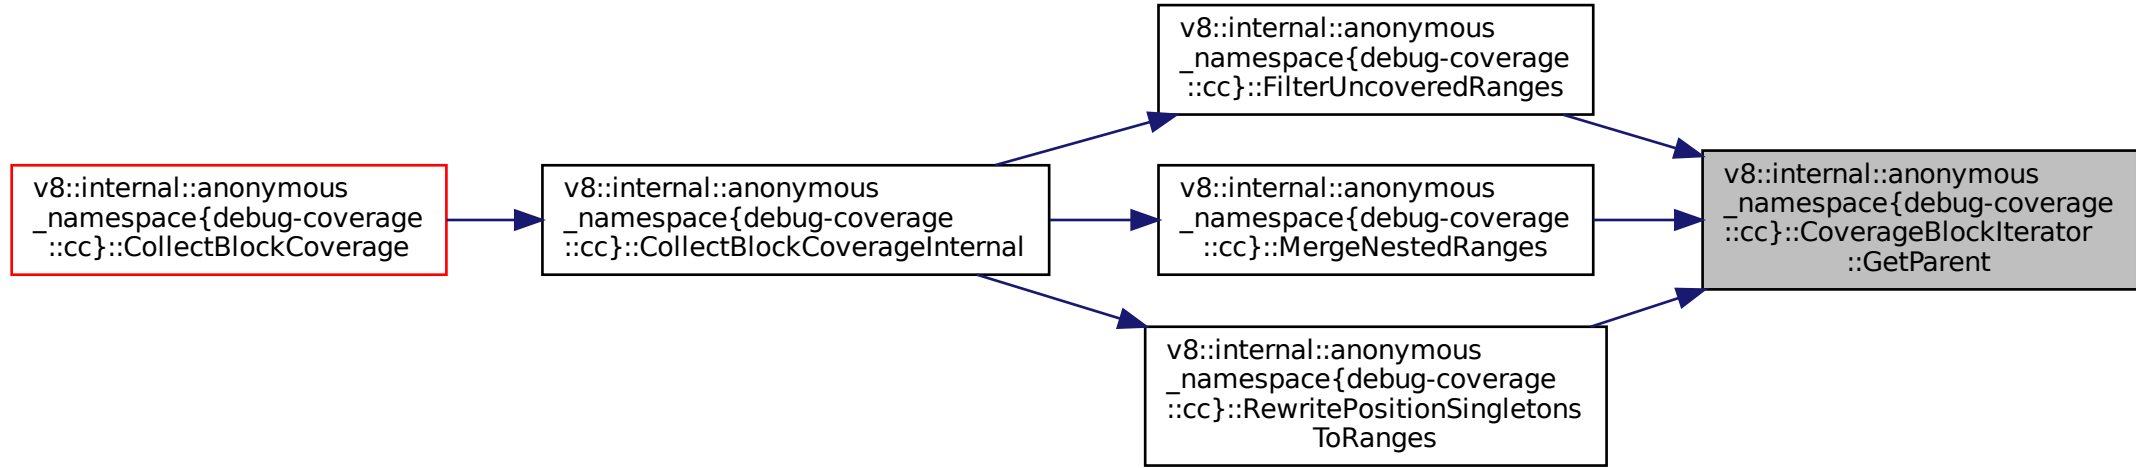 v8::internal::anonymous
_namespace{debug-coverage
::cc}::FilterUncoveredRanges
v8::internal::anonymous
_namespace{debug-coverage
::cc}::CollectBlockCoverage
v8::internal::anonymous
_namespace{debug-coverage
::cc}::CollectBlockCoverageInternal
v8::internal::anonymous
_namespace{debug-coverage
::cc}::MergeNestedRanges
v8::internal::anonymous
_namespace{debug-coverage
::cc}::CoverageBlockIterator
::GetParent
v8::internal::anonymous
_namespace{debug-coverage
::cc}::RewritePositionSingletons
ToRanges